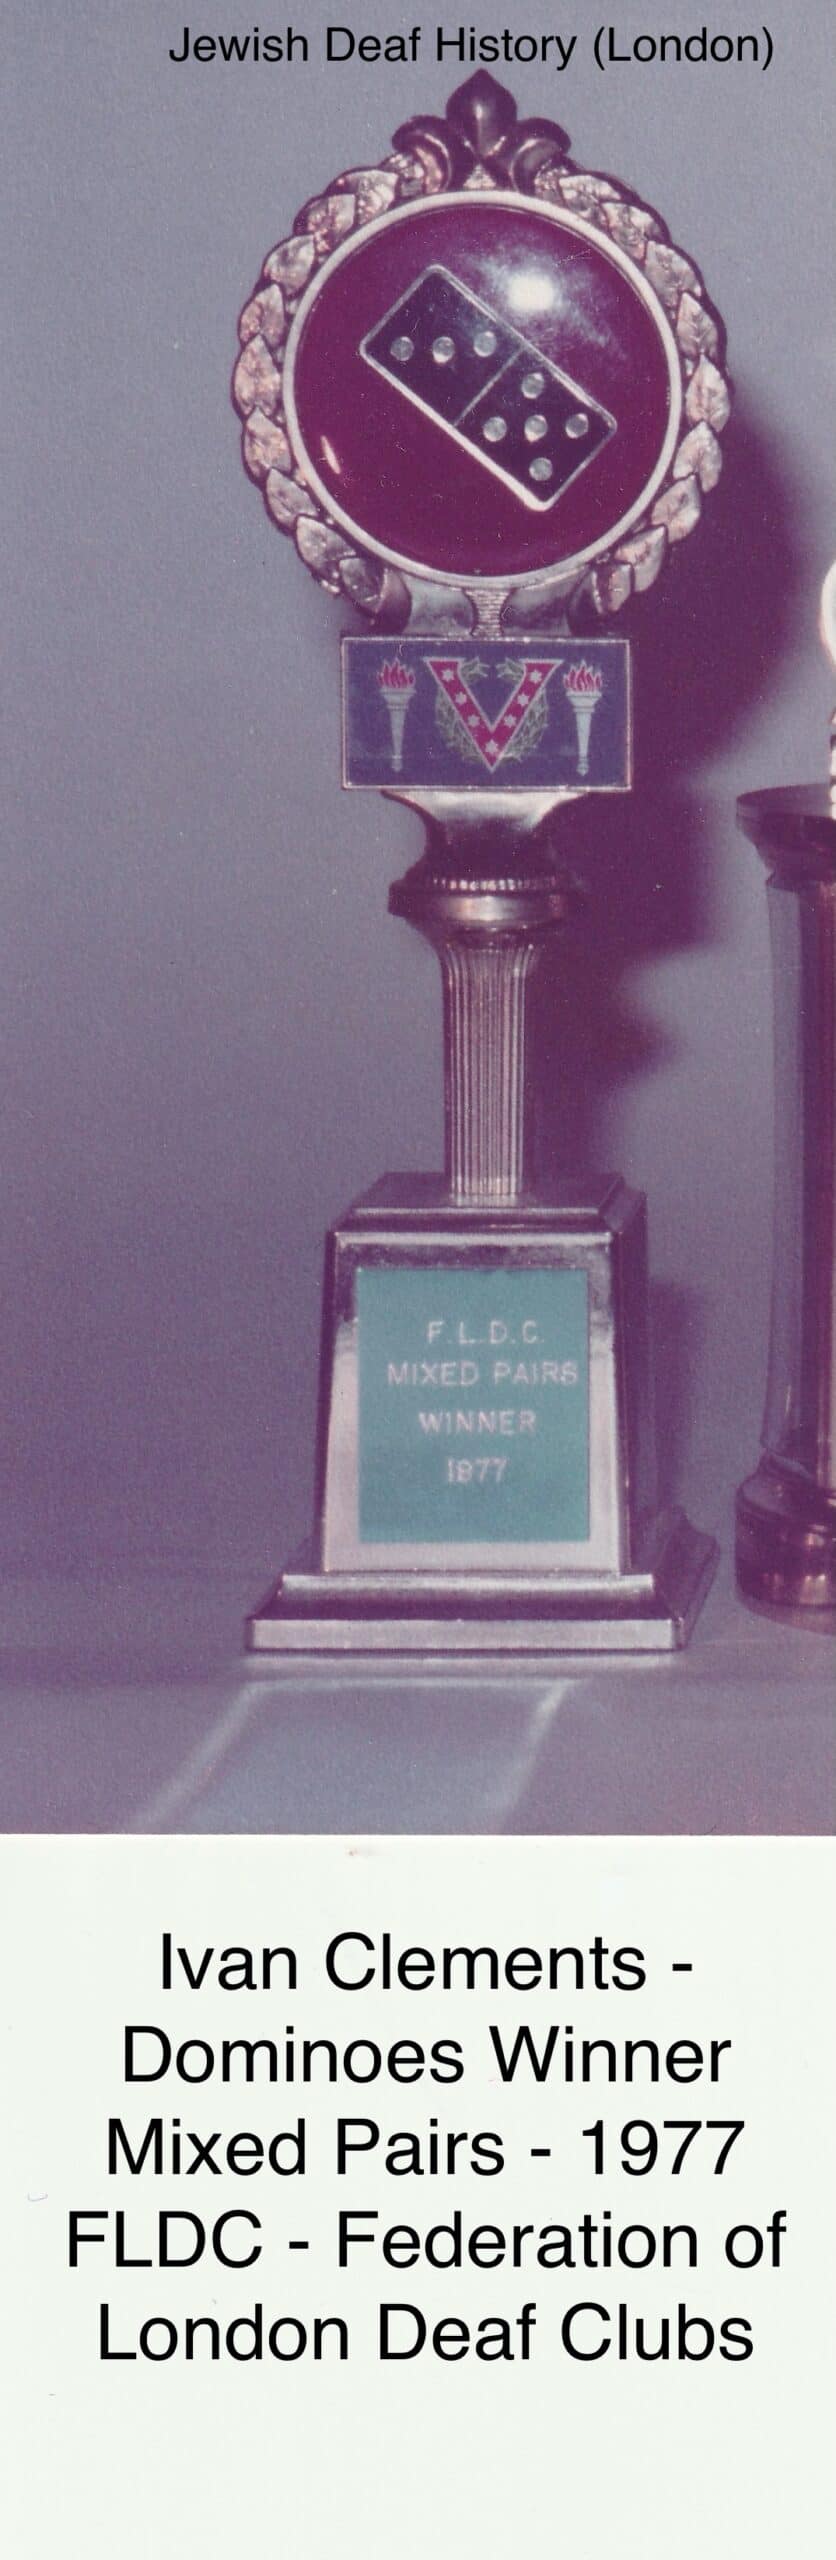 Jewish Deaf History (London)
V
F.L.D.C.
MIXED PAIRS
WINNER
1977
Ivan Clements -
Dominoes Winner
Mixed Pairs - 1977
FLDC - Federation of
London Deaf Clubs